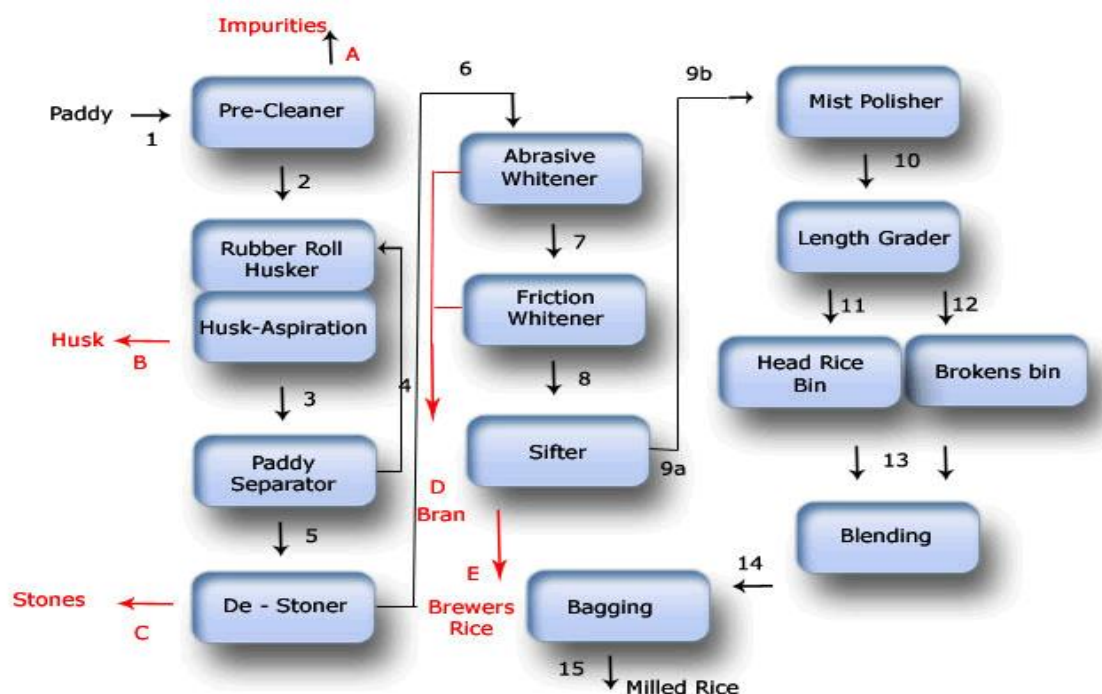 Impurities
A
Paddy
1
Pre-Cleaner
2
Rubber Roll
Husker
Husk-Aspiration
Husk
B
3
4
Paddy
Separator
5
Stones
C
De - Stoner
6
Abrasive
Whitener
7
Friction
Whitener
8
Sifter
9a
D
Bran
E
Brewers
Rice
9b
Mist Polisher
10
Length Grader
11
12
Head Rice
Bin
Brokens bin
13
Blending
14
Bagging
15
Milled Rice